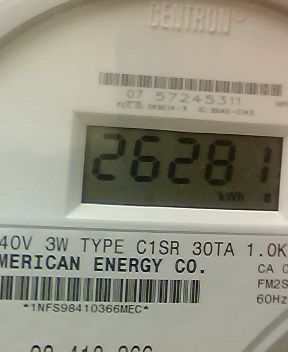 CENTRON
07 57245311
26281
kWh
40V 3W TYPE C1SR 30TA 1.0K
MERICAN ENERGY CO.
CA 0
FM2S
60Hz
*1NFS98410366MEC*